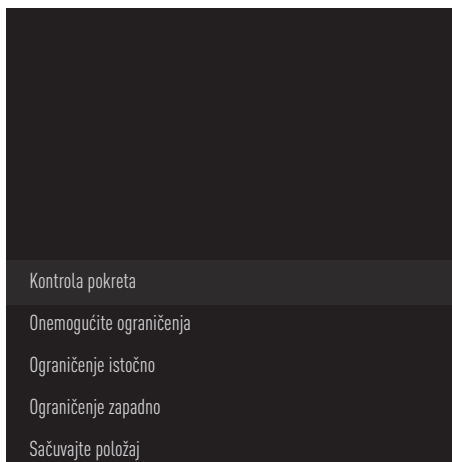 Kontrola pokreta
Onemogućite ograničenja
Ograničenje istočno
Ograničenje zapadno
Sačuvajte položaj